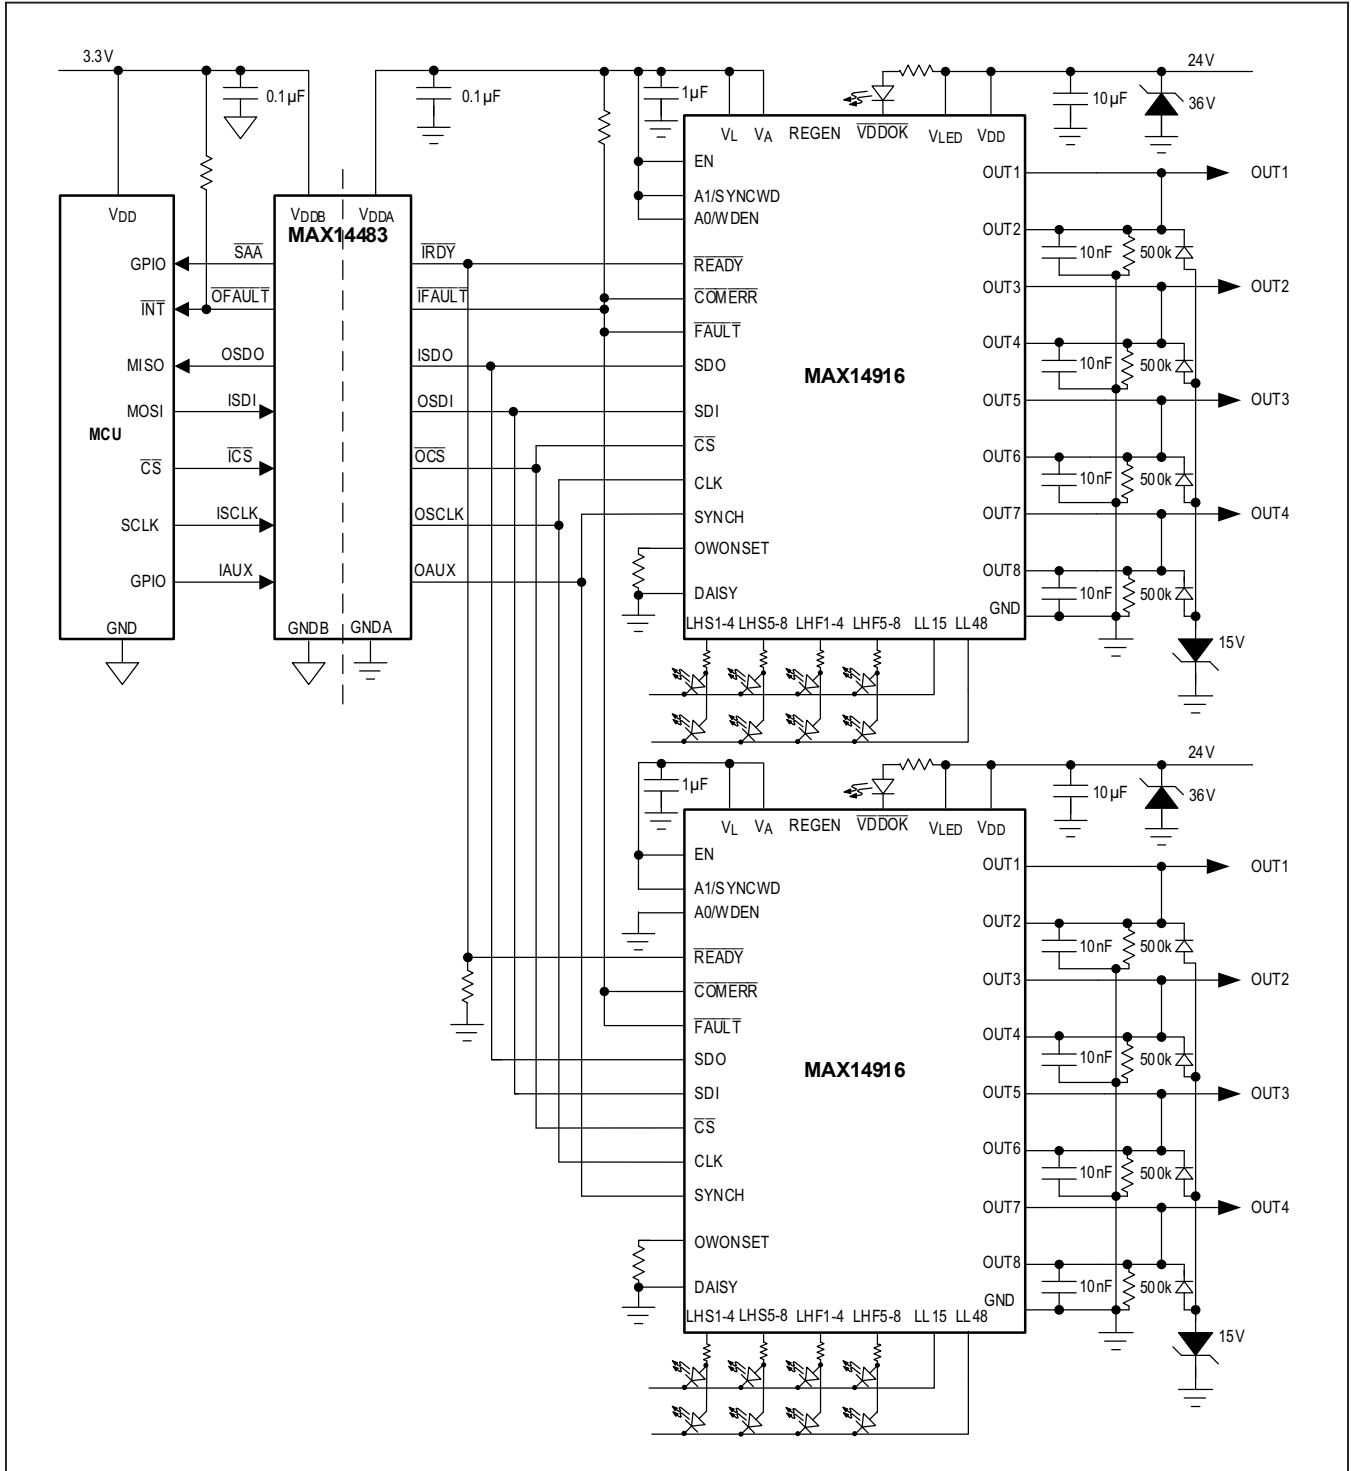 3.3V
0.1µF
0.1µF
1µF
24V
10µF
36V
VL
VA
REGEN
VDDOK
VLED
VDD
EN
A1/SYNCWD
A0/WDEN
READY
COMERR
FAULT
SDO
SDI
CS
CLK
SYNCH
OWONSET
DAISY
MAX14916
OUT1
OUT2
OUT3
OUT4
OUT5
OUT6
OUT7
OUT8
GND
LHS1-4
LHS5-8
LHF1-4
LHF5-8
LL15
LL48
OUT1
10nF
500k
OUT2
10nF
500k
OUT3
10nF
500k
OUT4
10nF
500k
15V
VDD
GPIO
INT
MISO
MOSI
MCU
CS
SCLK
GPIO
GND
SAA
OFAULT
OSDO
ISDI
ICS
ISCLK
IAUX
VDDB
VDDA
MAX14483
GNDB
GNDA
IRDY
IFAULT
ISDO
OSDI
OCS
OSCLK
OAUX
1µF
24V
10µF
36V
VL
VA
REGEN
VDDOK
VLED
VDD
EN
A1/SYNCWD
A0/WDEN
READY
COMERR
FAULT
SDO
SDI
CS
CLK
SYNCH
OWONSET
DAISY
MAX14916
OUT1
OUT2
OUT3
OUT4
OUT5
OUT6
OUT7
OUT8
GND
LHS1-4
LHS5-8
LHF1-4
LHF5-8
LL15
LL48
OUT1
10nF
500k
OUT2
10nF
500k
OUT3
10nF
500k
OUT4
10nF
500k
15V